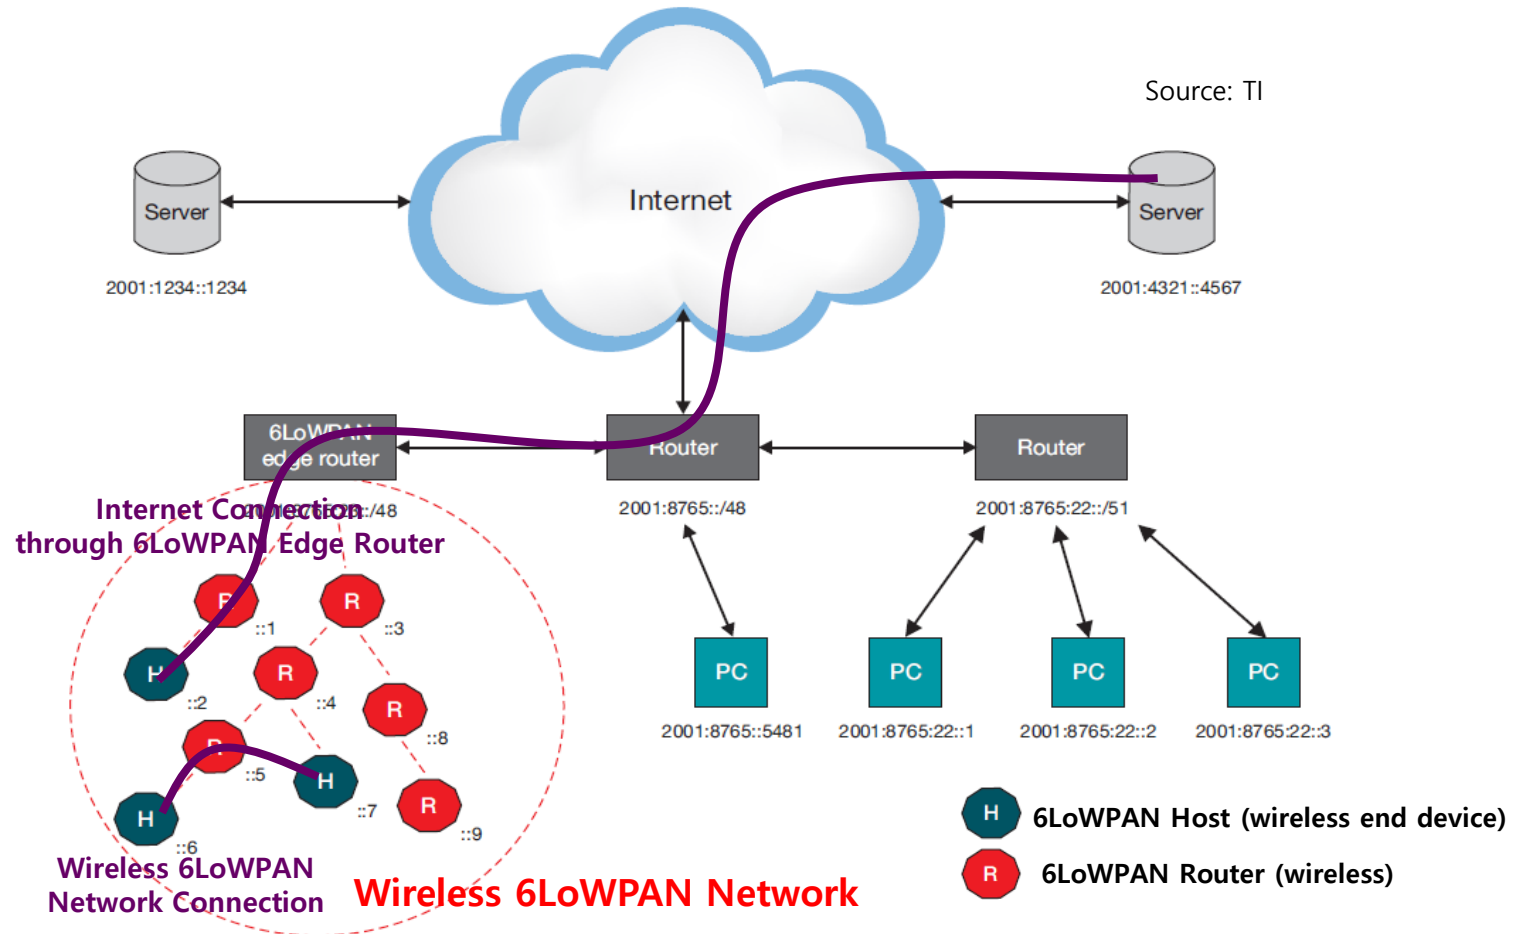 Source: TI
Internet
Server
2001:1234::1234
Server
2001:4321::4567
6LoWPAN
edge router
2001:8765:23::/48
Router
2001:8765::/48
Router
2001:8765:22::/51
Internet Connection
through 6LoWPAN Edge Router
R
::1
R
::3
H
::2
R
::4
R
::8
R
::5
H
::7
H
::6
R
::9
PC
2001:8765::5481
PC
2001:8765:22::1
PC
2001:8765:22::2
PC
2001:8765:22::3
H
6LoWPAN Host (wireless end device)
R
6LoWPAN Router (wireless)
Wireless 6LoWPAN
Network Connection
Wireless 6LoWPAN Network